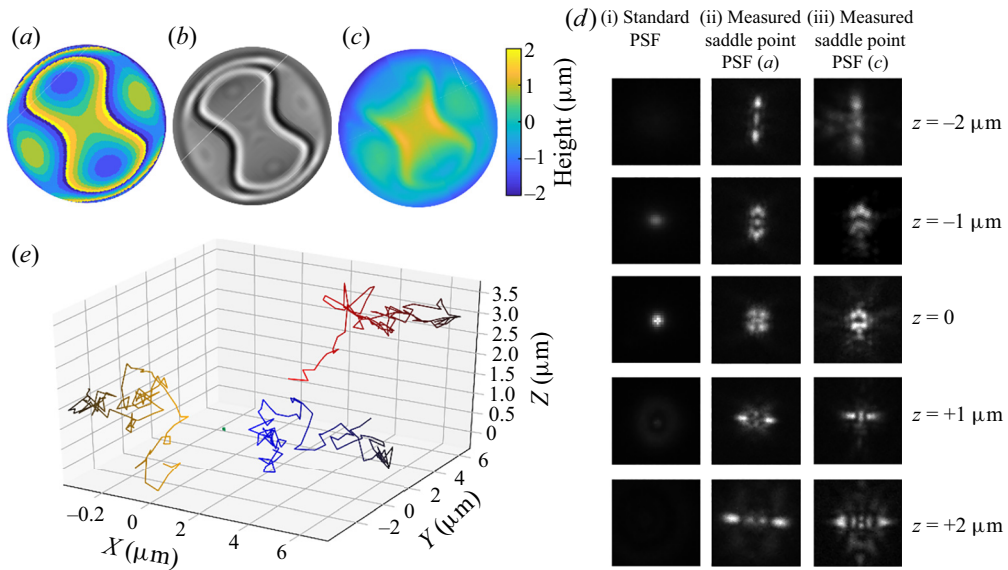 (a)
(b)
(c)
2
1
0
–1
–2
Height (μm)
(d) (i) Standard PSF
(ii) Measured saddle point PSF (a)
(iii) Measured saddle point PSF (c)
z = –2 μm
z = –1 μm
z = 0
z = +1 μm
z = +2 μm
(e)
3.5
3.0
2.5
2.0
1.5
1.0
0.5
0
Z (μm)
6
4
2
0
–2
Y (μm)
–0.2
0
2
4
6
X (μm)